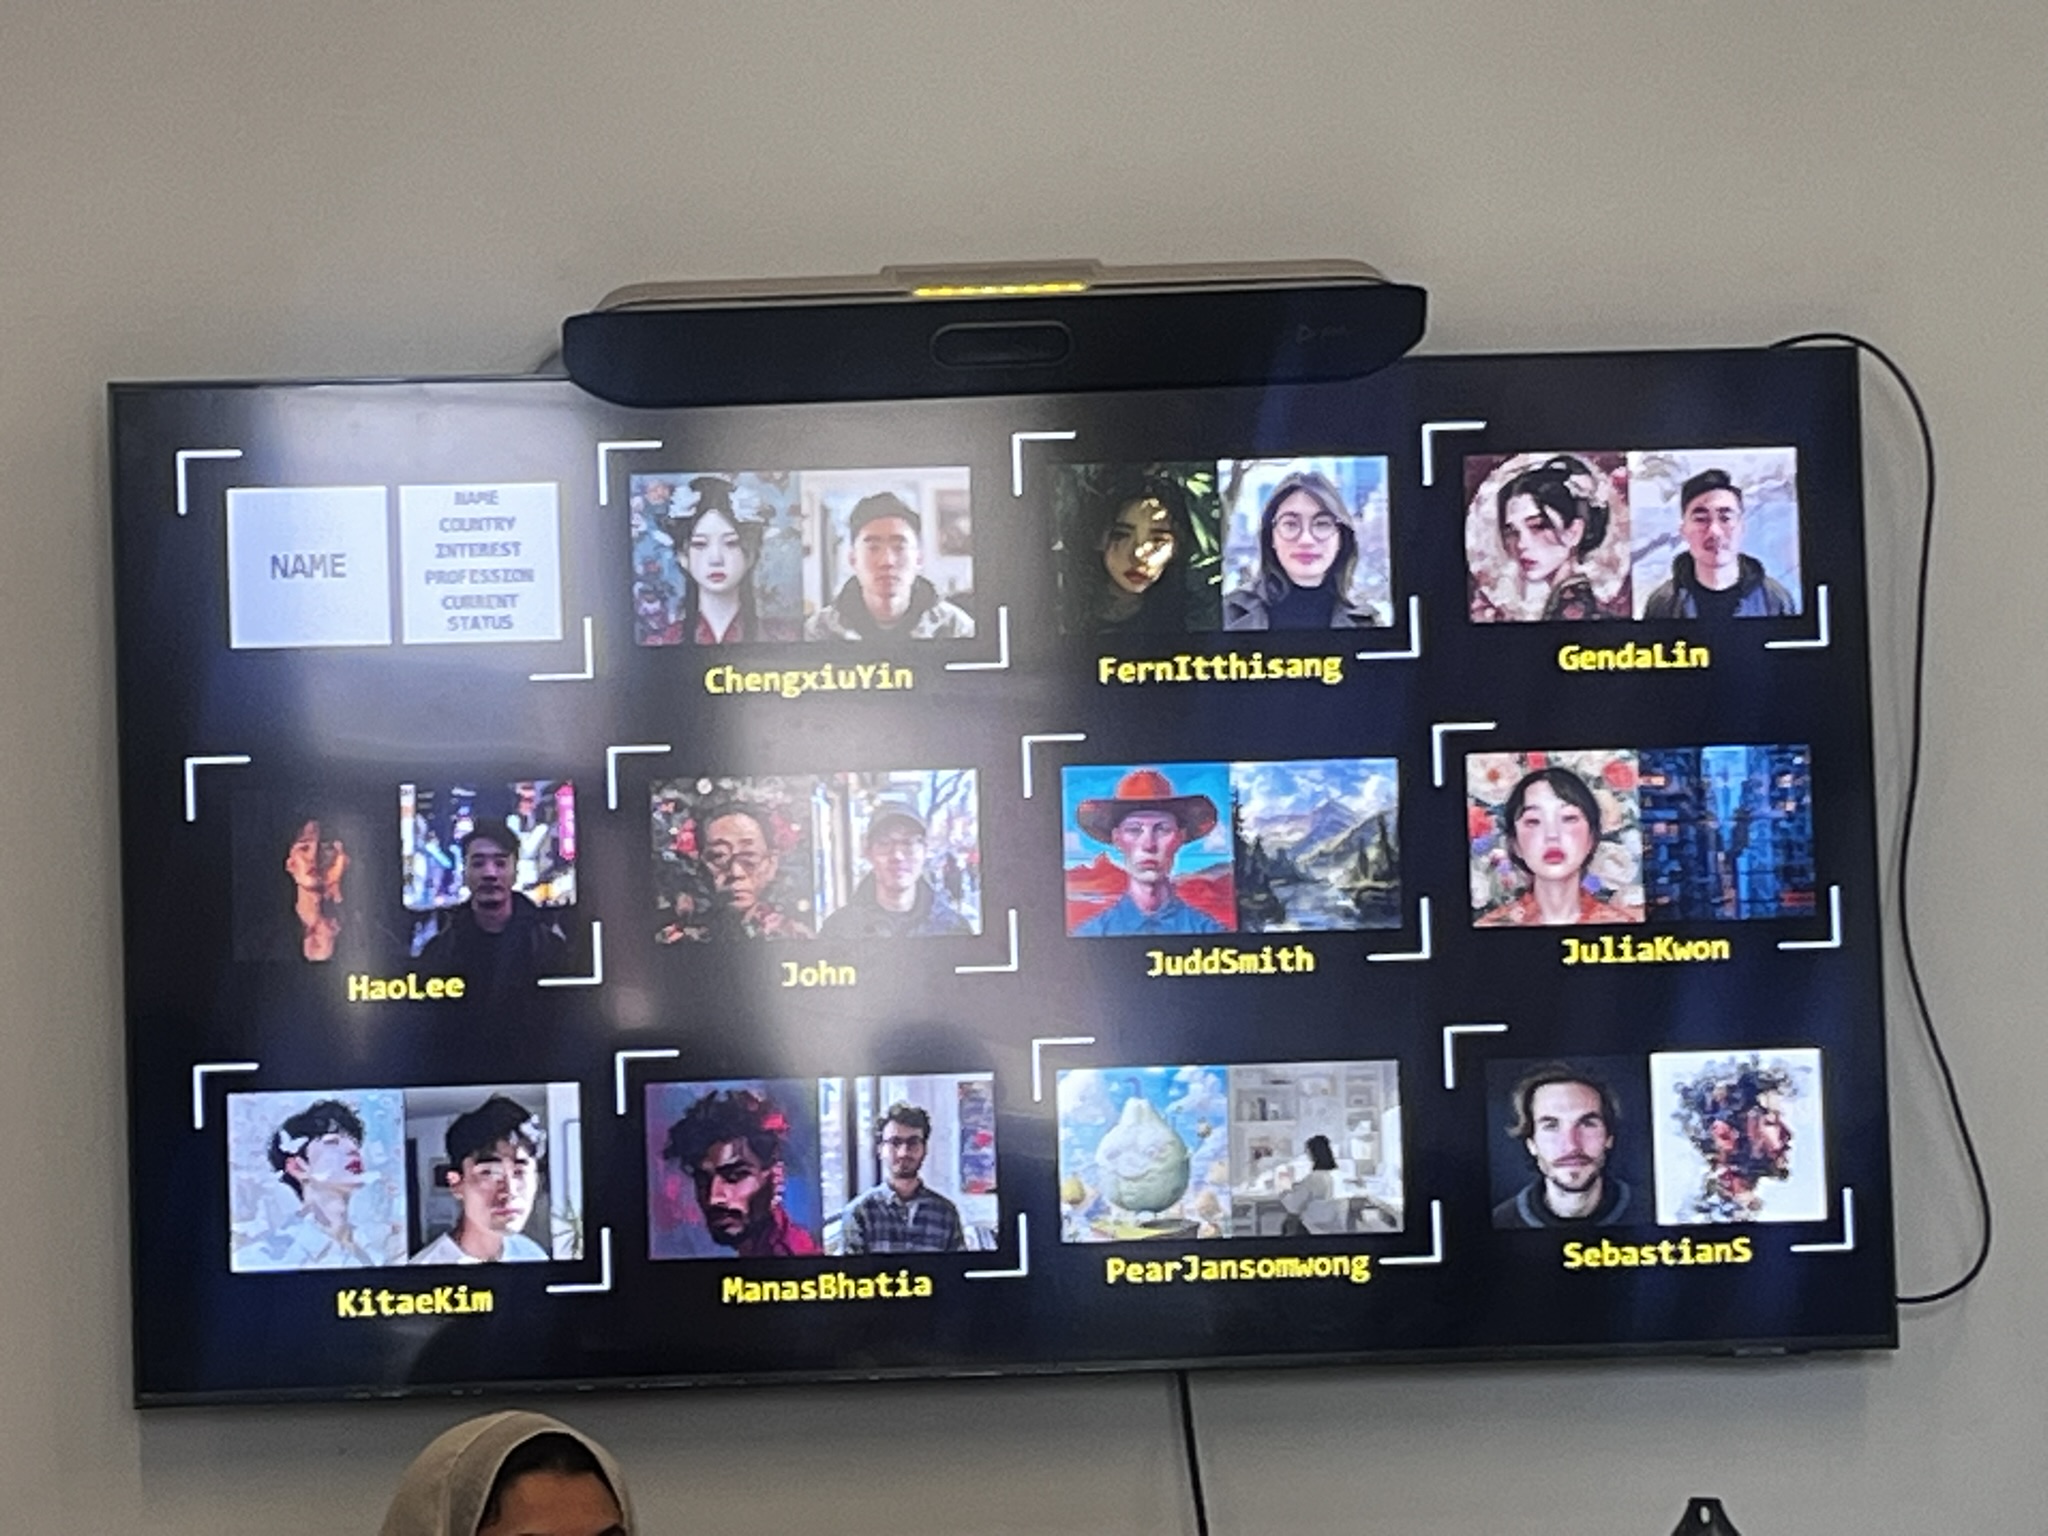 NAME
NAME
COUNTRY
INTEREST
PROFESSION
CURRENT
STATUS
ChengxiuYin
FernItthisang
GendaLin
HaoLee
John
JuddSmith
JuliaKwon
KitaeKim
ManasBhatia
PearJansomwong
SebastianS